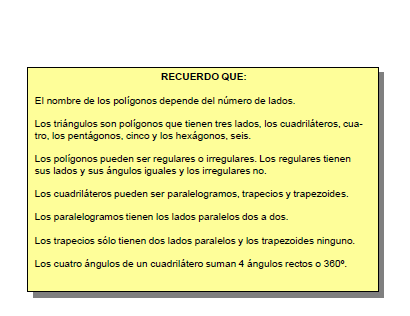 RECUERDO QUE:
El nombre de los polígonos depende del número de lados.
Los triángulos son polígonos que tienen tres lados, los cuadriláteros, cua-
tro, los pentágonos, cinco y los hexágonos, seis.
Los polígonos pueden ser regulares o irregulares. Los regulares tienen
sus lados y sus ángulos iguales y los irregulares no.
Los cuadriláteros pueden ser paralelogramos, trapecios y trapezoides.
Los paralelogramos tienen los lados paralelos dos a dos.
Los trapecios sólo tienen dos lados paralelos y los trapezoides ninguno.
Los cuatro ángulos de un cuadrilátero suman 4 ángulos rectos o 360º.